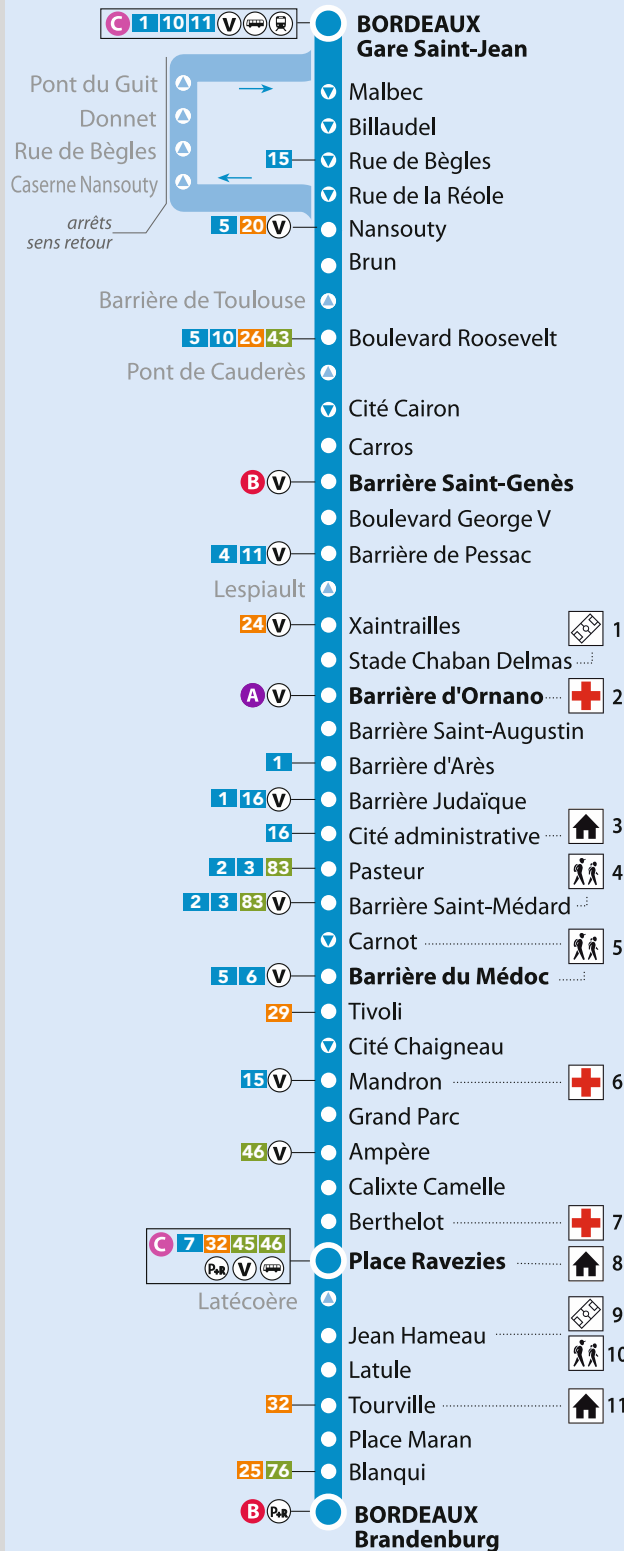 C 1 10 11 V BORDEAUX
Gare Saint-Jean
Pont du Guit
Malbec
Donnet
Billaudel
Rue de Bègles
15 Rue de Bègles
Caserne Nansouty
Rue de la Réole
arrêts
sens retour
5 20 V Nansouty
Brun
Barrière de Toulouse
5 10 26 43 Boulevard Roosevelt
Pont de Cauderès
Cité Cairon
Carros
B V Barrière Saint-Genès
Boulevard George V
4 11 V Barrière de Pessac
Lespiault
24 V Xaintrailles 1
Stade Chaban Delmas
A V Barrière d'Ornano 2
Barrière Saint-Augustin
1 Barrière d'Arès
1 16 V Barrière Judaïque
16 Cité administrative 3
2 3 83 Pasteur 4
2 3 83 V Barrière Saint-Médard
Carnot 5
5 6 V Barrière du Médoc
29 Tivoli
Cité Chaigneau
15 V Mandron 6
Grand Parc
46 V Ampère
Calixte Camelle
Berthelot 7
C 7 32 45 46
P+R V
Place Ravezies 8
Latécoère
9
Jean Hameau
10
Latule
32 Tourville 11
Place Maran
25 76 Blanqui
B P+R BORDEAUX
Brandenburg